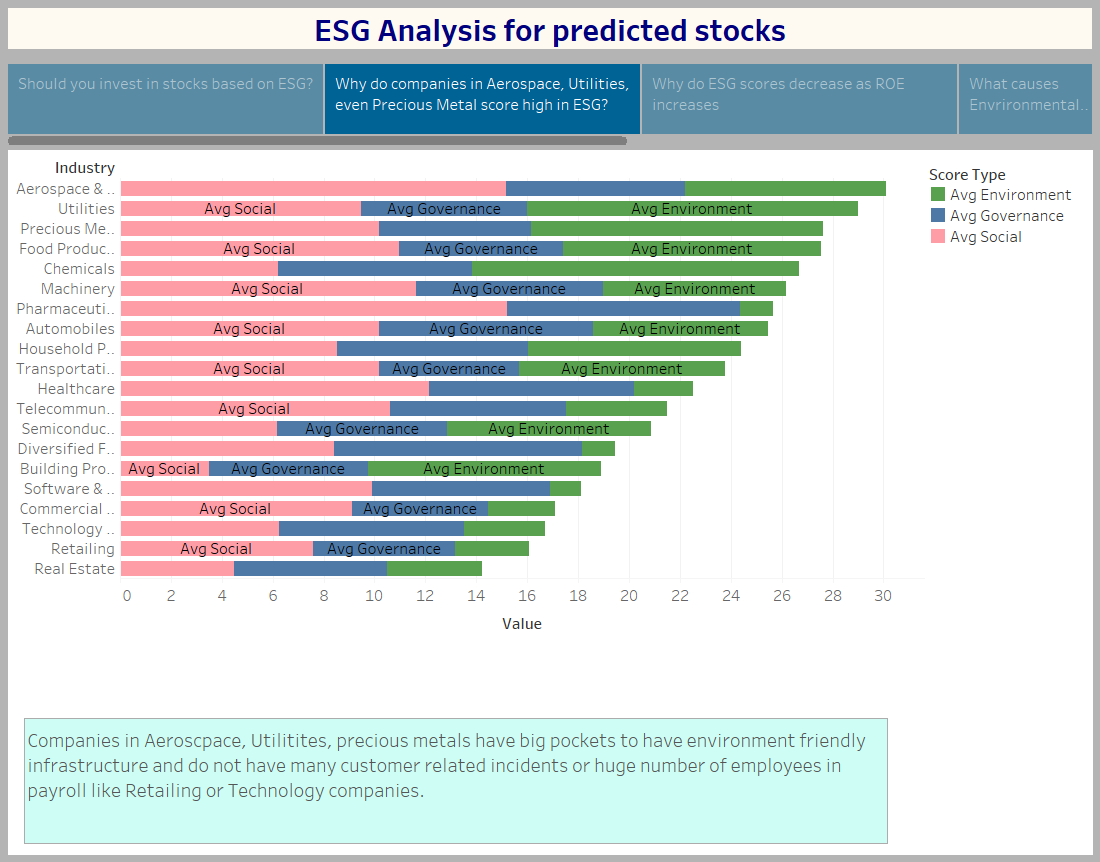 ESG Analysis for predicted stocks
Should you invest in stocks based on ESG?
Why do companies in Aerospace, Utilities,
even Precious Metal score high in ESG?
Why do ESG scores decrease as ROE
increases
What causes
Envrironmental..
Industry
Aerospace & ..
Utilities
Avg Social Avg Governance Avg Environment
Precious Me..
Food Produc..
Avg Social Avg Governance Avg Environment
Chemicals
Machinery
Avg Social Avg Governance Avg Environment
Pharmaceuti..
Automobiles
Avg Social Avg Governance Avg Environment
Household P..
Transportati..
Avg Social Avg Governance Avg Environment
Healthcare
Telecommun..
Avg Social
Semiconduc..
Avg Governance Avg Environment
Diversified F..
Building Pro..
Avg Social Avg Governance Avg Environment
Software & ..
Commercial ..
Avg Social Avg Governance
Technology ..
Retailing
Avg Social Avg Governance
Real Estate
0 2 4 6 8 10 12 14 16 18 20 22 24 26 28 30
Value
Score Type
Avg Environment
Avg Governance
Avg Social
Companies in Aeroscpace, Utilitites, precious metals have big pockets to have environment friendly
infrastructure and do not have many customer related incidents or huge number of employees in
payroll like Retailing or Technology companies.